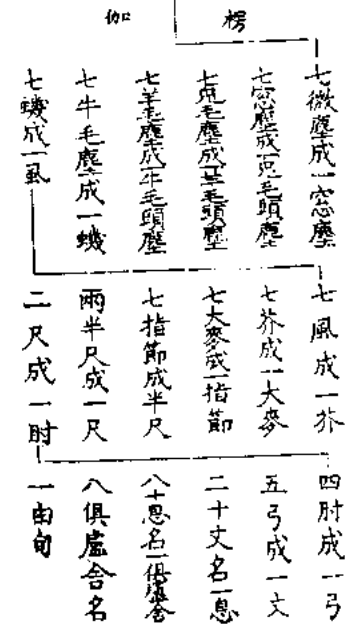 楞
伽
七微塵成一窓塵
七窓塵成一兎毛頭塵
七兎毛塵成一羊毛頭塵
七羊毛塵成一牛毛頭塵
七牛毛塵成一蟣
七蟣成一虱
七風成一芥
七芥成一大麥
七大麥成一指節
七指節成半尺
兩半尺成一尺
二尺成一肘
四肘成一弓
五弓成一丈
二十丈名一息
八十息名一俱盧舍
八俱盧舍名
一由旬